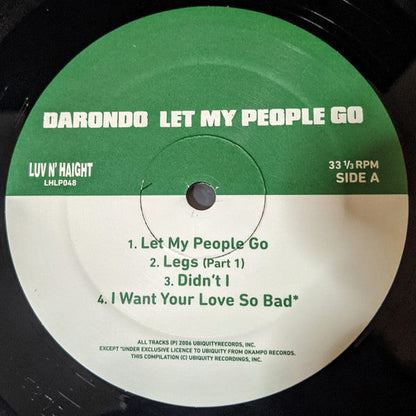 DARONDO LET MY PEOPLE GO
LUV N' HAIGHT
LHLP048
33 ⅓ RPM
SIDE A
1. Let My People Go
2. Legs (Part 1)
3. Didn't I
4. I Want Your Love So Bad*
ALL TRACKS (P) 2006 UBIQUITYRECORDS, INC.
EXCEPT *UNDER EXCLUSIVE LICENCE TO UBIQUITY FROM OKAMPO RECORDS.
THIS COMPILATION (C) UBIQUITY RECORDINGS, INC.